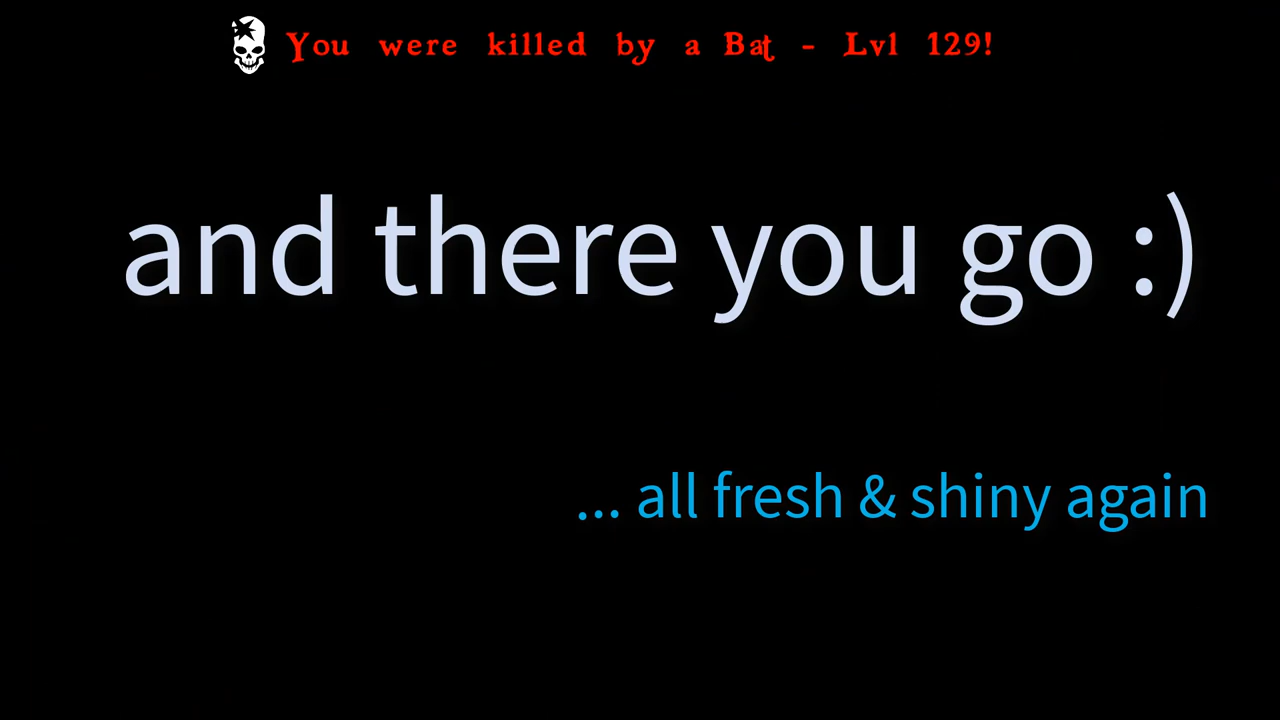 You were killed by a Bat - Lvl 129!
and there you go :)
... all fresh & shiny again